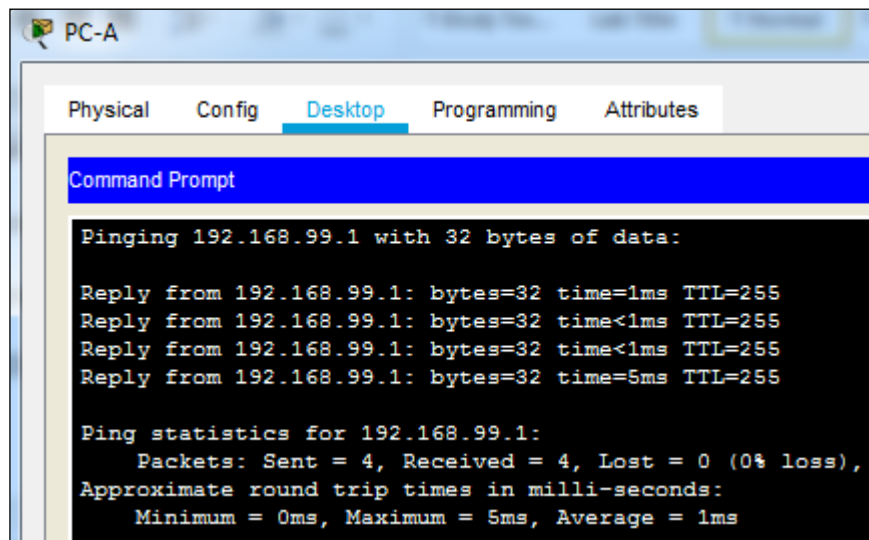 PC-A
Physical Config Desktop Programming Attributes
Command Prompt
Pinging 192.168.99.1 with 32 bytes of data:
Reply from 192.168.99.1: bytes=32 time=1ms TTL=255
Reply from 192.168.99.1: bytes=32 time<1ms TTL=255
Reply from 192.168.99.1: bytes=32 time<1ms TTL=255
Reply from 192.168.99.1: bytes=32 time=5ms TTL=255
Ping statistics for 192.168.99.1:
Packets: Sent = 4, Received = 4, Lost = 0 (0% loss),
Approximate round trip times in milli-seconds:
Minimum = 0ms, Maximum = 5ms, Average = 1ms